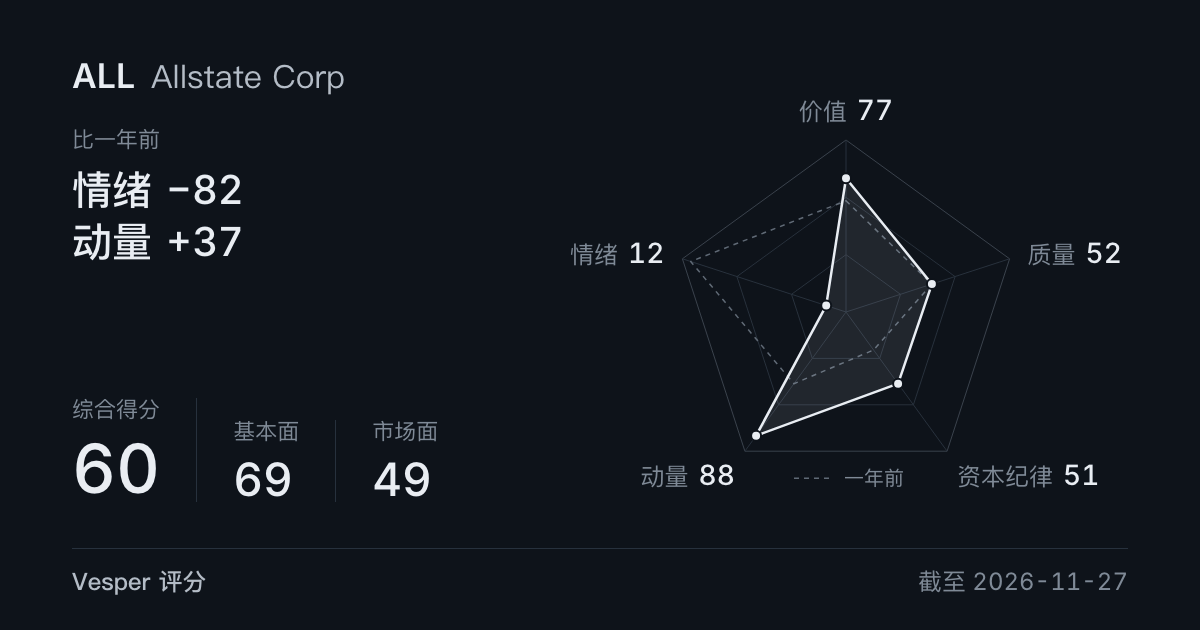 ALL Allstate Corp
比一年前
情绪 −82
动量 +37
综合得分
60
基本面
69
市场面
49
价值 77
质量 52
情绪 12
动量 88
一年前
资本纪律 51
Vesper 评分
截至 2026-11-27